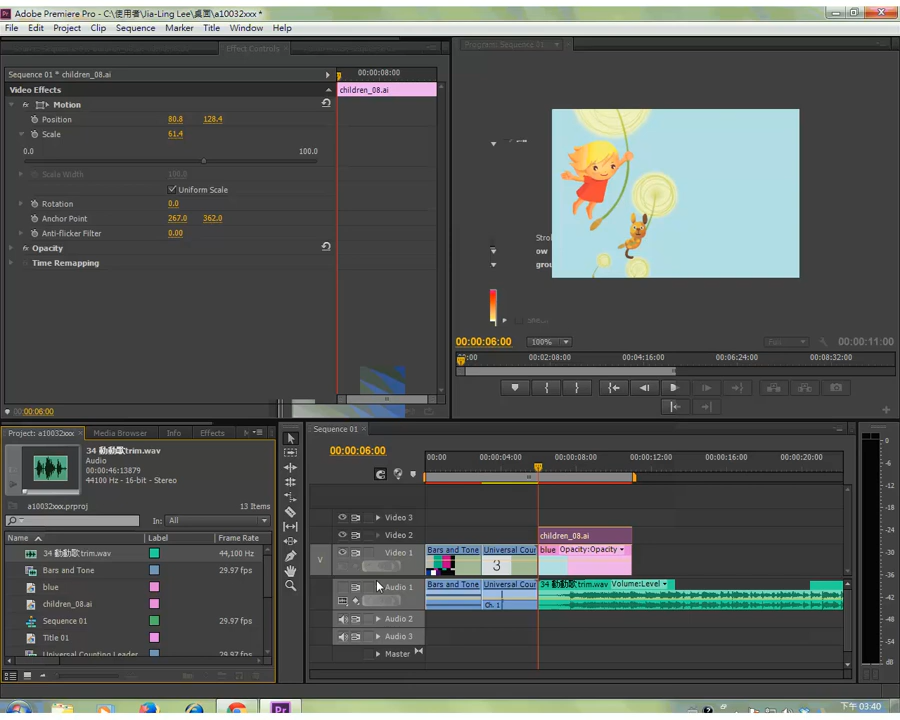 Adobe Premiere Pro - C:\使用者\Jia-Ling Lee\桌面\a10032xxx *
File Edit Project Clip Sequence Marker Title Window Help
Effect Controls
Sequence 01 * children_08.ai
00:00:08:00
Video Effects
children_08.ai
Motion
Position 80.8 128.4
Scale 61.4
0.0 100.0
Scale Width 100.0
Uniform Scale
Rotation 0.0
Anchor Point 267.0 362.0
Anti-flicker Filter 0.00
Opacity
Time Remapping
00:00:06:00
Program: Sequence 01
00:00:06:00 100% Full 00:00:11:00
00:00 00:02:08:00 00:04:16:00 00:06:24:00 00:08:32:00
Project: a10032xxx Media Browser Info Effects
34 動動歌trim.wav
Audio
00:00:46:13879
44100 Hz - 16-bit - Stereo
a10032xxx.prproj 13 Items
In: All
Name Label Frame Rate
34 動動歌trim.wav 44,100 Hz
Bars and Tone 29.97 fps
blue
children_08.ai
Sequence 01 29.97 fps
Title 01
Universal Counting Leader 29.97 fps
Sequence 01
00:00:06:00
00:00 00:00:04:00 00:00:08:00 00:00:12:00 00:00:20:00
Video 3
Video 2 children_08.ai
V Video 1 Bars and Tone Universal Cour blue Opacity:Opacity
3
Audio 1 Bars and Tone Universal Cour 34 動動歌trim.wav Volume:Level
Ch. 1
Audio 2
Audio 3
Master
0
-6
-12
-18
-24
-30
-36
-42
-48
-54
下午 03:40